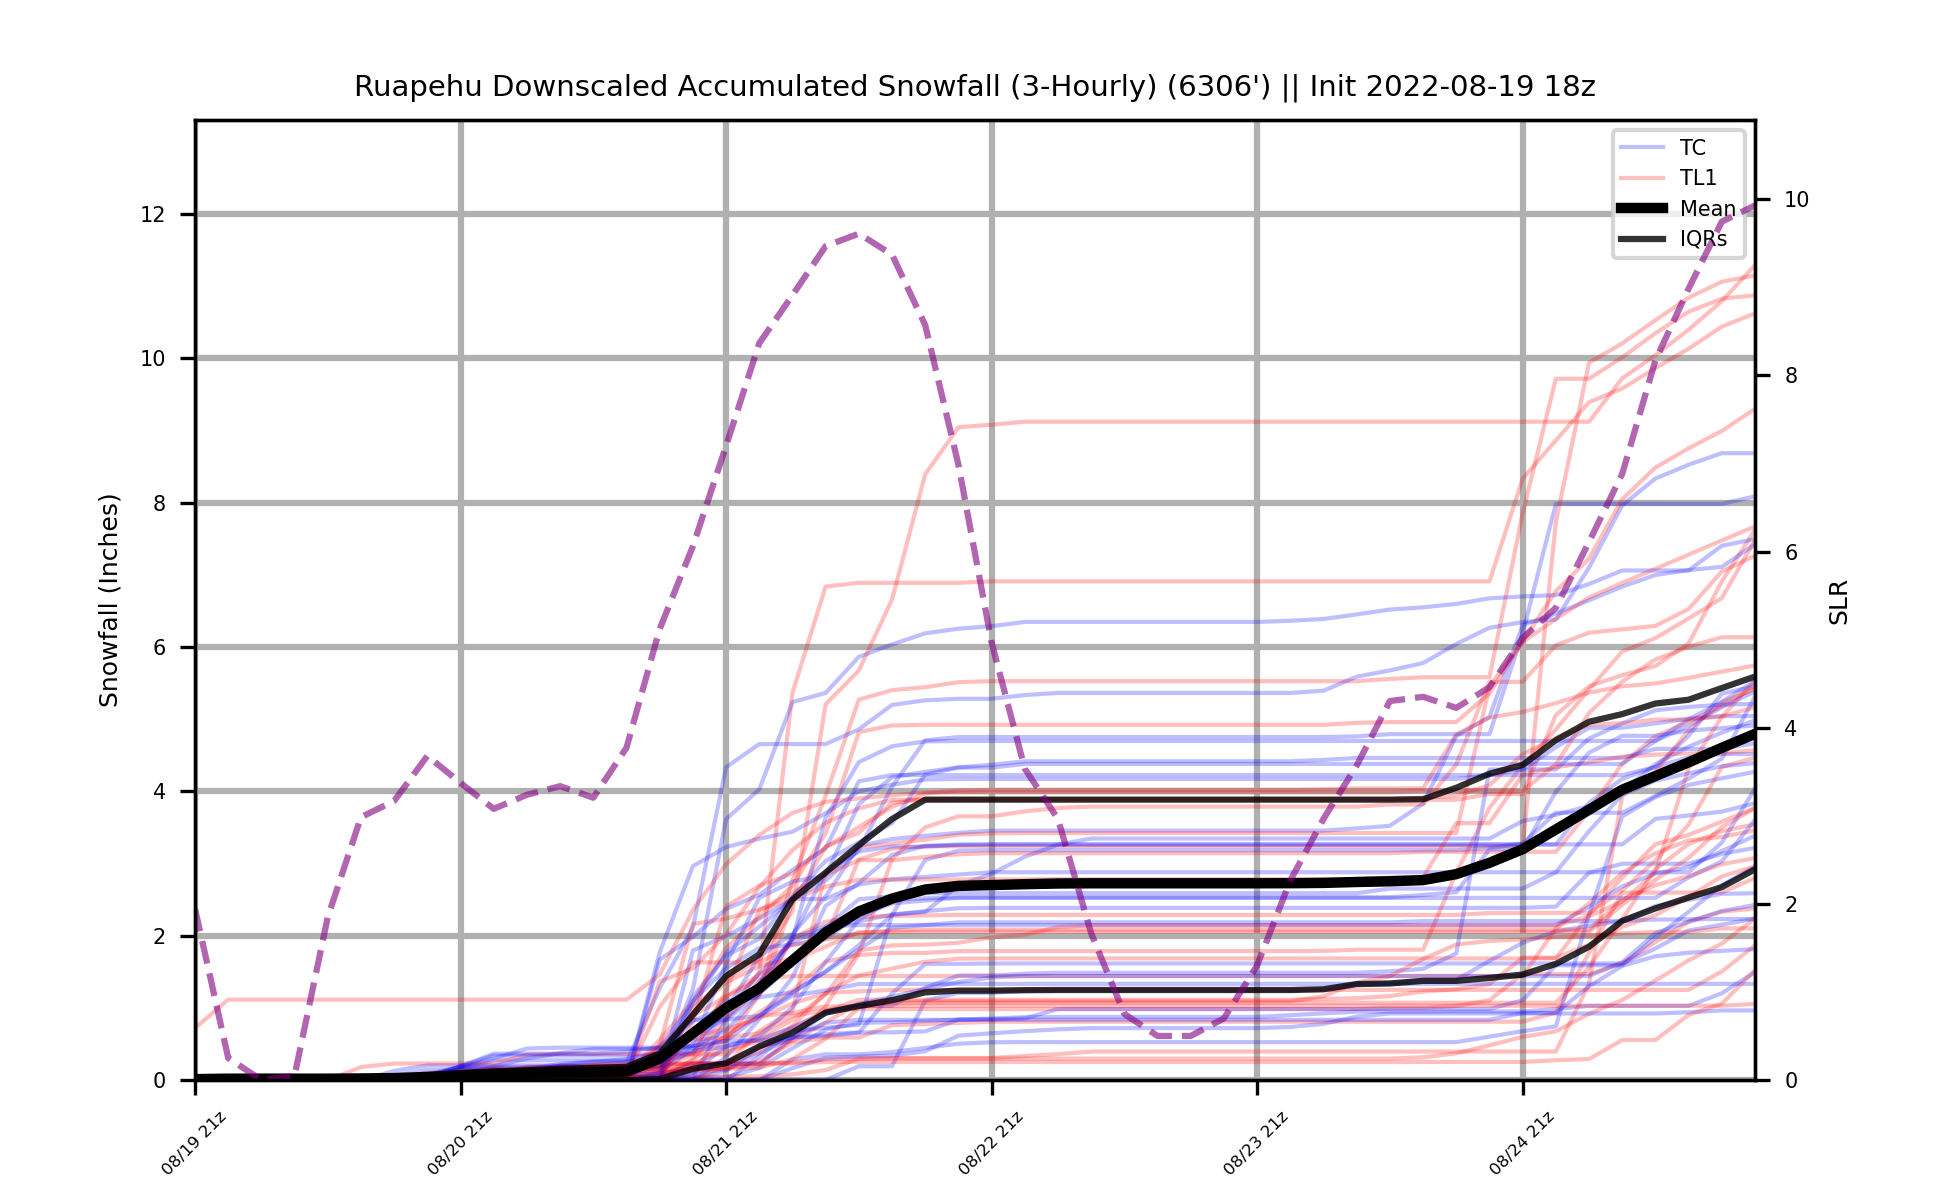 Ruapehu Downscaled Accumulated Snowfall (3-Hourly) (6306') || Init 2022-08-19 18z
TC
TL1
Mean
IQRs
Snowfall (Inches)
12
10
8
6
4
2
0
SLR
10
8
6
4
2
0
08/19 21z
08/20 21z
08/21 21z
08/22 21z
08/23 21z
08/24 21z